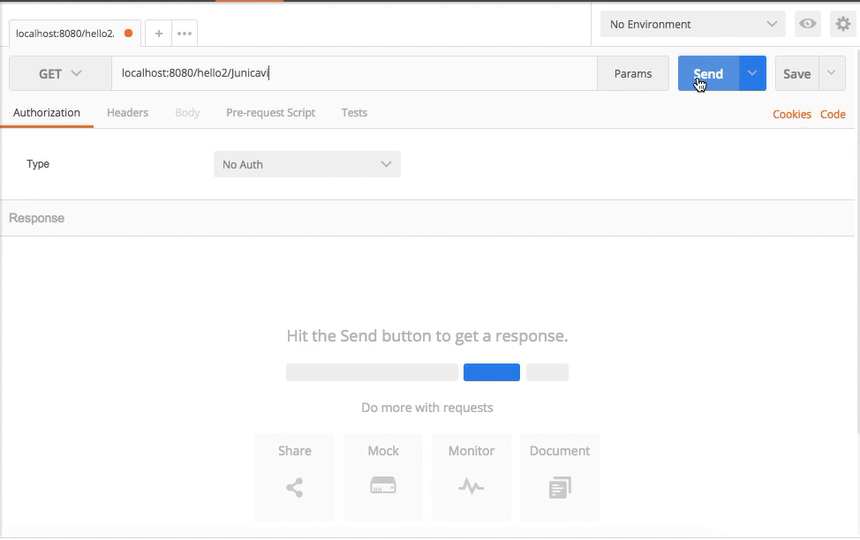 localhost:8080/hello2. + ••• No Environment
GET localhost:8080/hello2/Junicavi Params Send Save
Authorization Headers Body Pre-request Script Tests Cookies Code
Type No Auth
Response
Hit the Send button to get a response.
Do more with requests
Share Mock Monitor Document